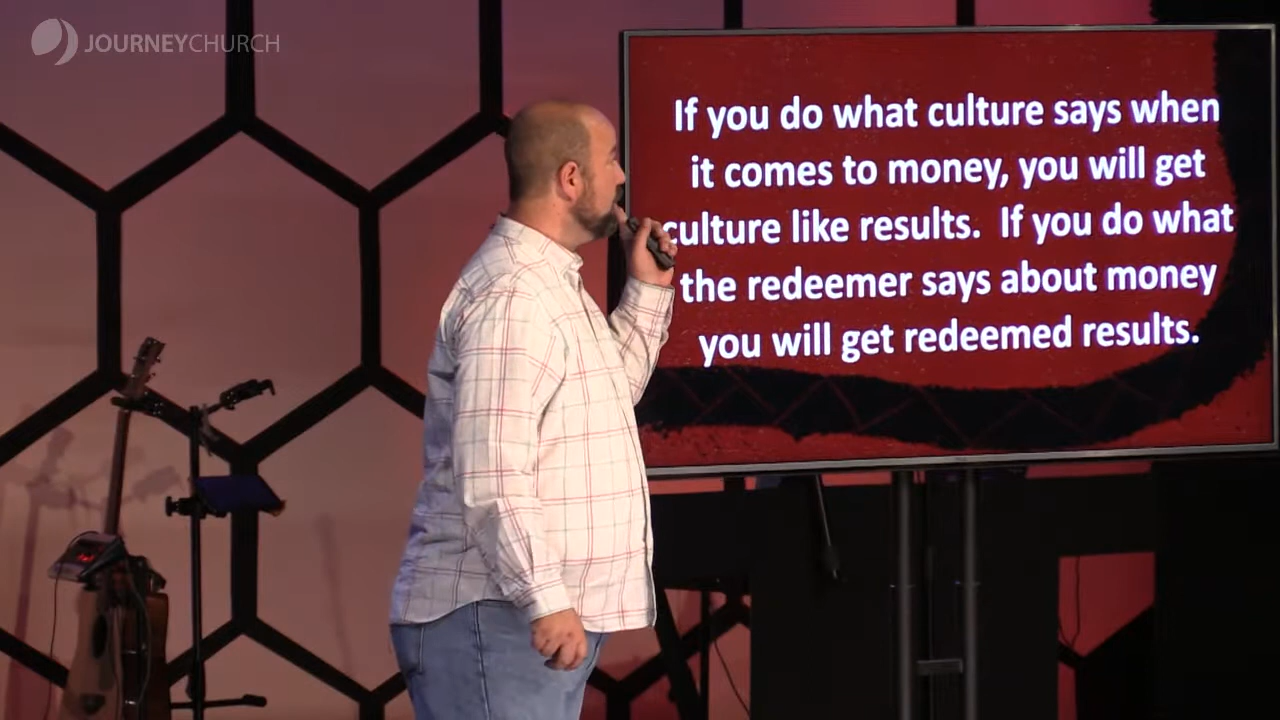 JOURNEYCHURCH
If you do what culture says when
it comes to money, you will get
culture like results.  If you do what
the redeemer says about money
you will get redeemed results.